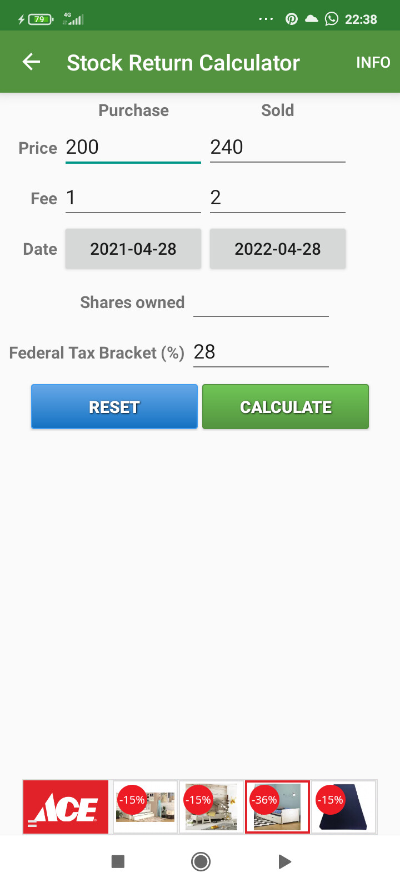 79 4G ... 22:38
Stock Return Calculator INFO
Purchase Sold
Price 200 240
Fee 1 2
Date 2021-04-28 2022-04-28
Shares owned
Federal Tax Bracket (%) 28
RESET CALCULATE
ACE -15% -15% -36% -15%